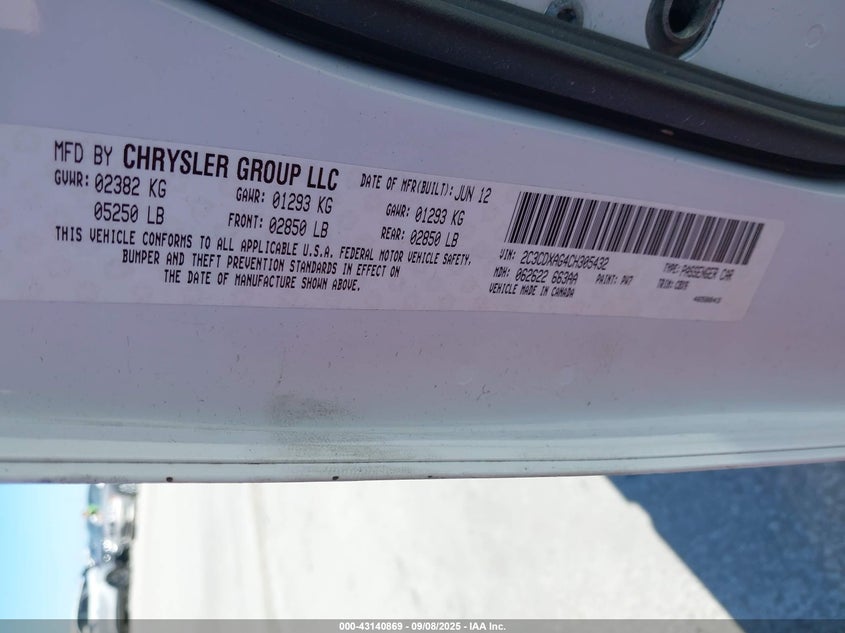 MFD BY CHRYSLER GROUP LLC DATE OF MFR(BUILT): JUN 12
GVWR: 02382 KG GAWR: 01293 KG GAWR: 01293 KG
05250 LB FRONT: 02850 LB REAR: 02850 LB
THIS VEHICLE CONFORMS TO ALL APPLICABLE U.S.A. FEDERAL MOTOR VEHICLE SAFETY,
BUMPER AND THEFT PREVENTION STANDARDS IN EFFECT ON
THE DATE OF MANUFACTURE SHOWN ABOVE.
VIN: 2C3CDXAG4CH305432 TYPE: PASSENGER CAR
MDH: 062622 663AA PAINT: PW7 TRIM:
VEHICLE MADE IN CANADA
000-43140869 - 09/08/2025 - IAA Inc.